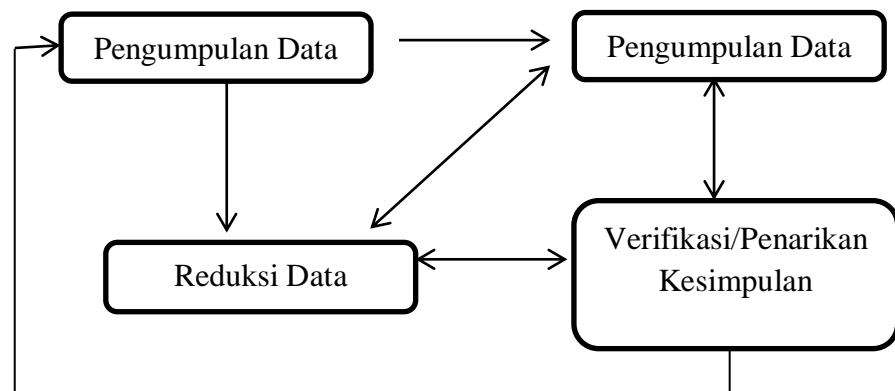 Pengumpulan Data
Pengumpulan Data
Reduksi Data
Verifikasi/Penarikan
Kesimpulan